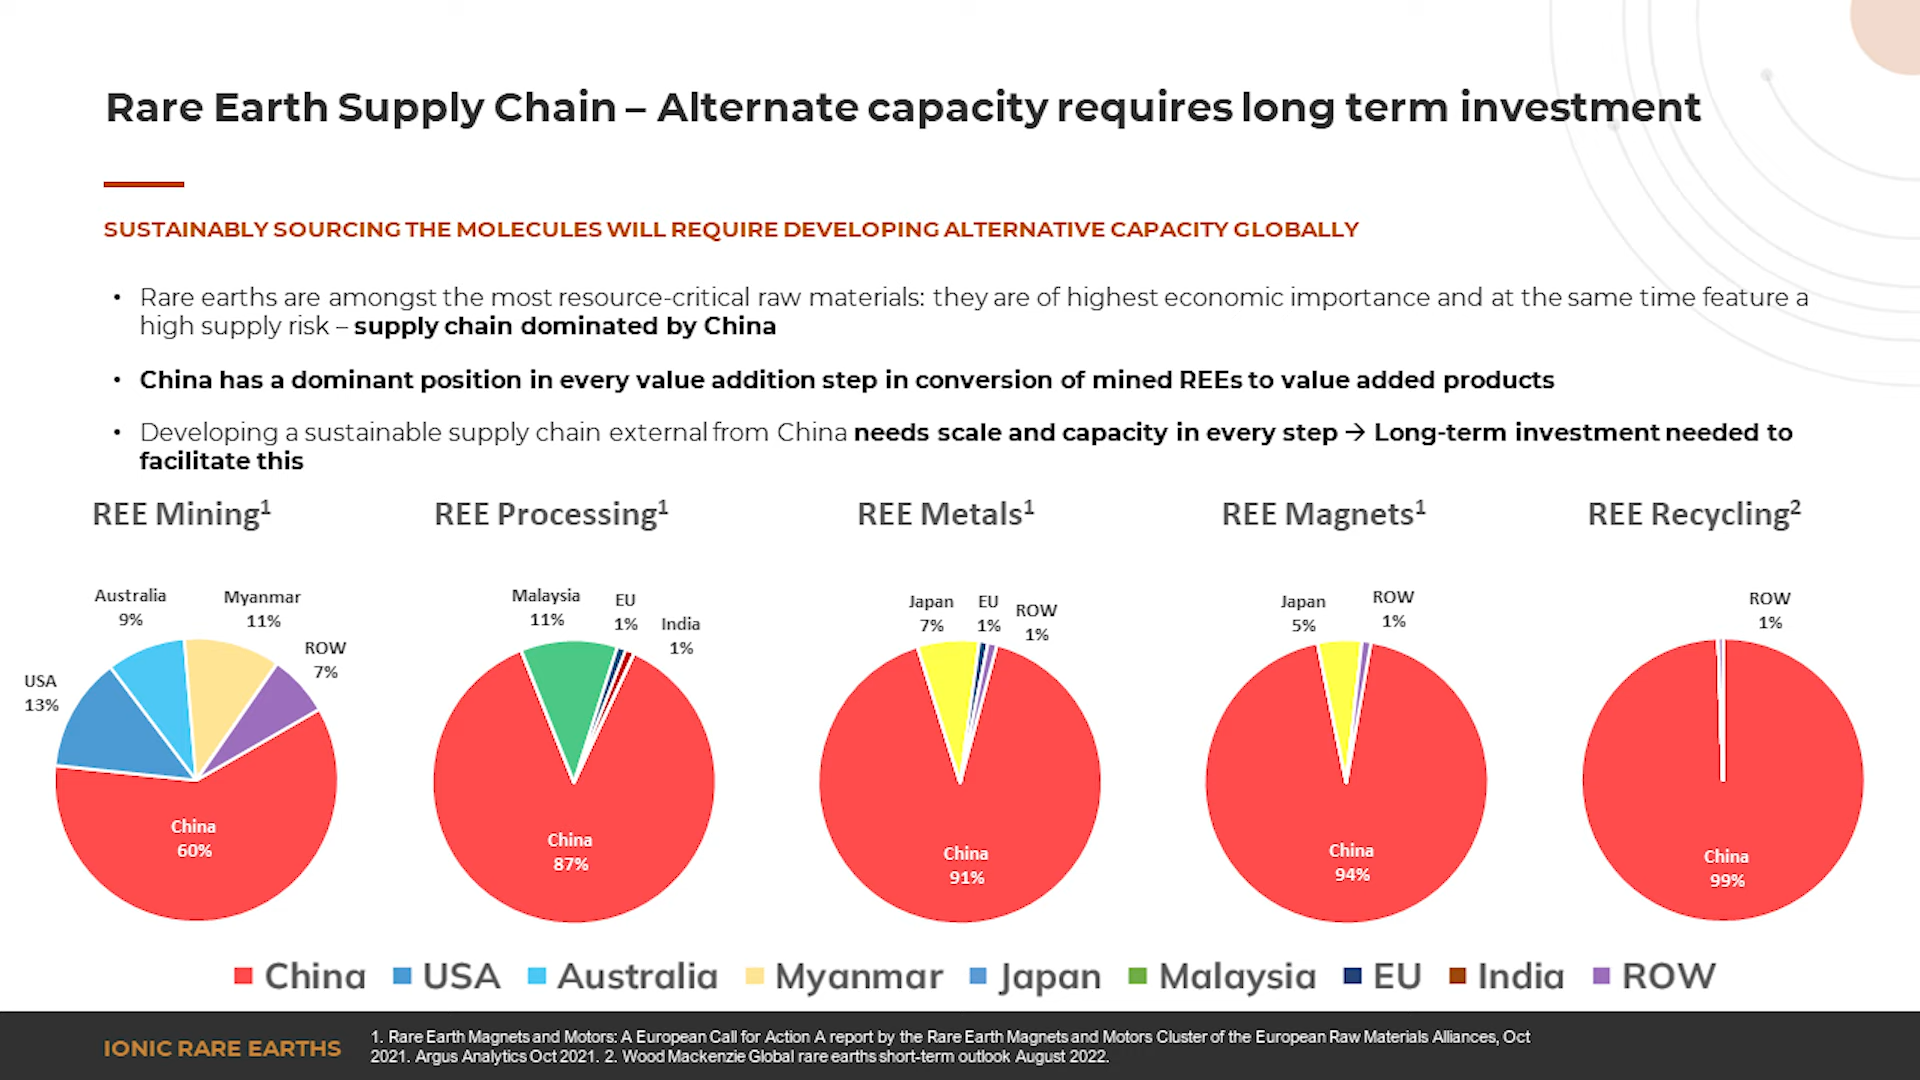 Rare Earth Supply Chain – Alternate capacity requires long term investment
SUSTAINABLY SOURCING THE MOLECULES WILL REQUIRE DEVELOPING ALTERNATIVE CAPACITY GLOBALLY
• Rare earths are amongst the most resource-critical raw materials: they are of highest economic importance and at the same time feature a
high supply risk – supply chain dominated by China
• China has a dominant position in every value addition step in conversion of mined REEs to value added products
• Developing a sustainable supply chain external from China needs scale and capacity in every step → Long-term investment needed to
facilitate this
REE Mining¹
Australia
9%
Myanmar
11%
ROW
7%
USA
13%
China
60%
REE Processing¹
Malaysia
11%
EU
1%
India
1%
China
87%
REE Metals¹
Japan
7%
EU
1%
ROW
1%
China
91%
REE Magnets¹
Japan
5%
ROW
1%
China
94%
REE Recycling²
ROW
1%
China
99%
China USA Australia Myanmar Japan Malaysia EU India ROW
IONIC RARE EARTHS
1. Rare Earth Magnets and Motors: A European Call for Action A report by the Rare Earth Magnets and Motors Cluster of the European Raw Materials Alliances, Oct
2021. Argus Analytics Oct 2021. 2. Wood Mackenzie Global rare earths short-term outlook August 2022.